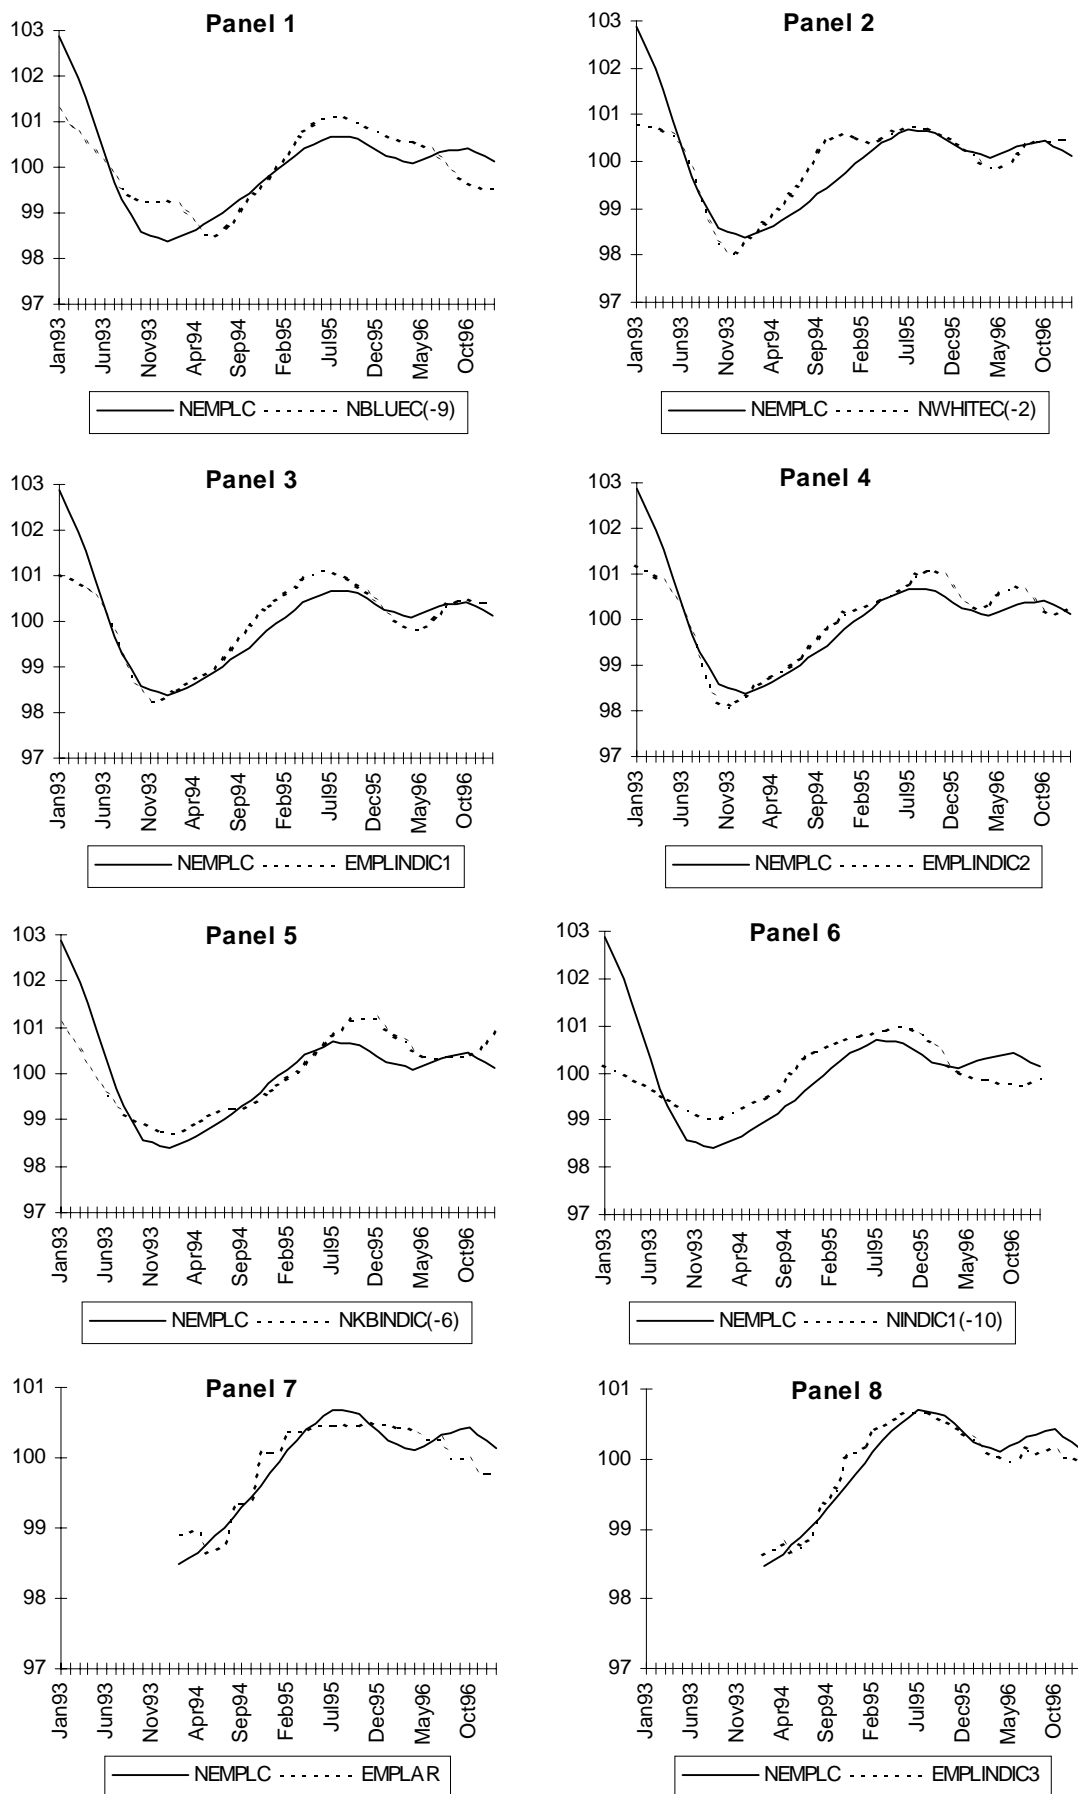 Panel 1
103
102
101
100
99
98
97
Jan93 Jun93 Nov93 Apr94 Sep94 Feb95 Jul95 Dec95 May96 Oct96
NEMPLC NBLUEC(-9)
Panel 2
103
102
101
100
99
98
97
Jan93 Jun93 Nov93 Apr94 Sep94 Feb95 Jul95 Dec95 May96 Oct96
NEMPLC NWHITEC(-2)
Panel 3
103
102
101
100
99
98
97
Jan93 Jun93 Nov93 Apr94 Sep94 Feb95 Jul95 Dec95 May96 Oct96
NEMPLC EMPLINDIC1
Panel 4
103
102
101
100
99
98
97
Jan93 Jun93 Nov93 Apr94 Sep94 Feb95 Jul95 Dec95 May96 Oct96
NEMPLC EMPLINDIC2
Panel 5
103
102
101
100
99
98
97
Jan93 Jun93 Nov93 Apr94 Sep94 Feb95 Jul95 Dec95 May96 Oct96
NEMPLC NKBINDIC(-6)
Panel 6
103
102
101
100
99
98
97
Jan93 Jun93 Nov93 Apr94 Sep94 Feb95 Jul95 Dec95 May96 Oct96
NEMPLC NINDIC1(-10)
Panel 7
101
100
99
98
97
Jan93 Jun93 Nov93 Apr94 Sep94 Feb95 Jul95 Dec95 May96 Oct96
NEMPLC EMPLAR
Panel 8
101
100
99
98
97
Jan93 Jun93 Nov93 Apr94 Sep94 Feb95 Jul95 Dec95 May96 Oct96
NEMPLC EMPLINDIC3